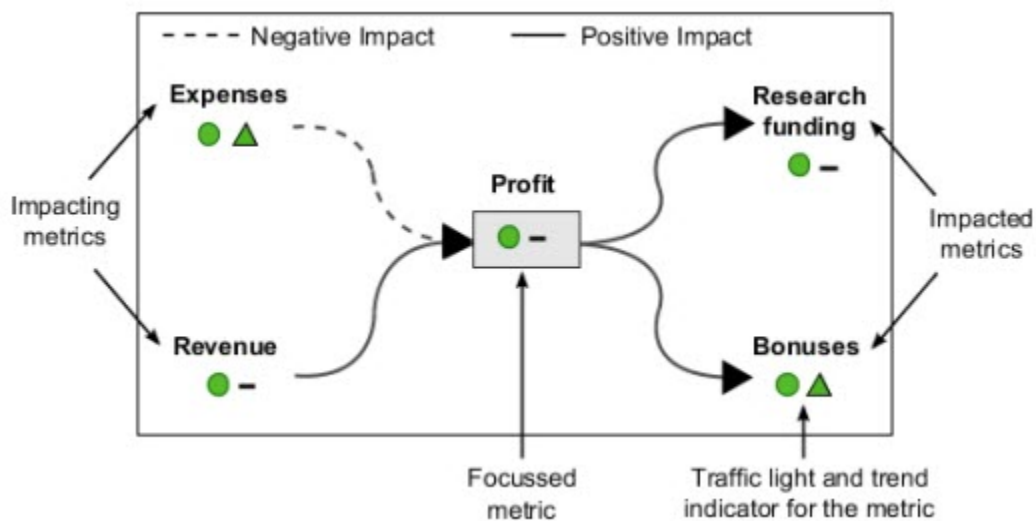 Negative Impact
Positive Impact
Expenses
Research
funding
Impacting
metrics
Profit
Impacted
metrics
Revenue
Bonuses
Focussed
metric
Traffic light and trend
indicator for the metric